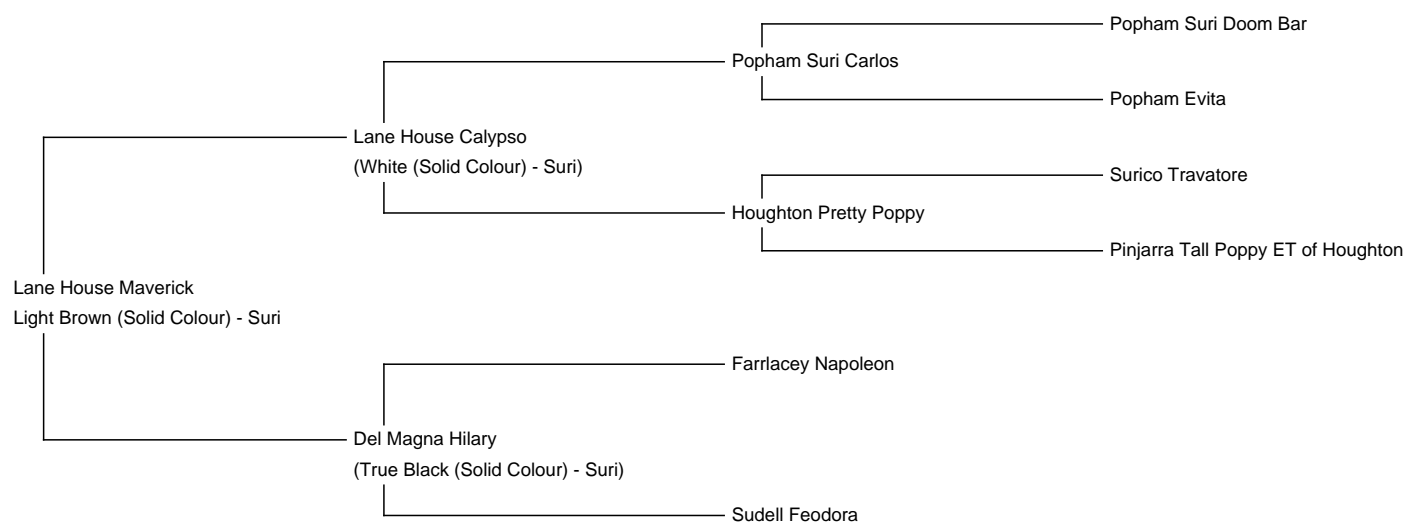 Popham Suri Doom Bar
Popham Suri Carlos
Popham Evita
Lane House Calypso
(White (Solid Colour) - Suri)
Surico Travatore
Houghton Pretty Poppy
Pinjarra Tall Poppy ET of Houghton
Lane House Maverick
Light Brown (Solid Colour) - Suri
Farrlacey Napoleon
Del Magna Hilary
(True Black (Solid Colour) - Suri)
Sudell Feodora